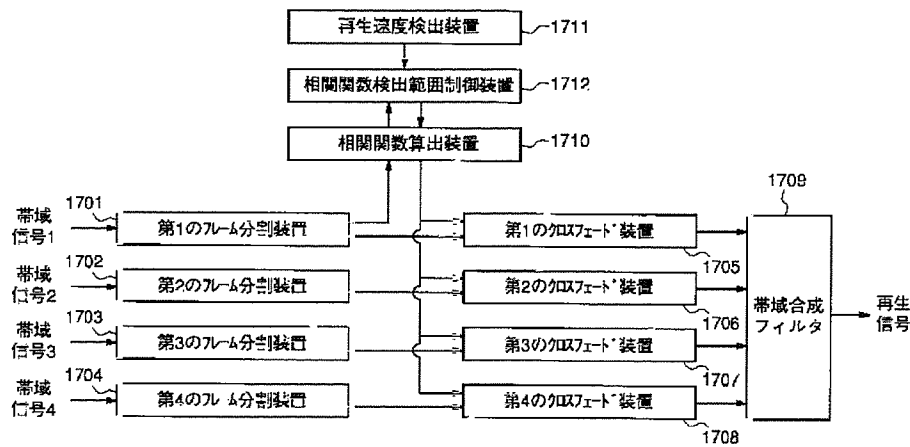 再生速度検出装置
1711
相関関数検出範囲制御装置
1712
相関関数算出装置
1710
1709
帯域
信号1
1701
第1のフレーム分割装置
第1のクロスフェード装置
1705
帯域
信号2
1702
第2のフレーム分割装置
第2のクロスフェード装置
1706
帯域
信号3
1703
第3のフレーム分割装置
第3のクロスフェード装置
1707
帯域
信号4
1704
第4のフレーム分割装置
第4のクロスフェード装置
1708
帯域合成
フィルタ
再生
信号